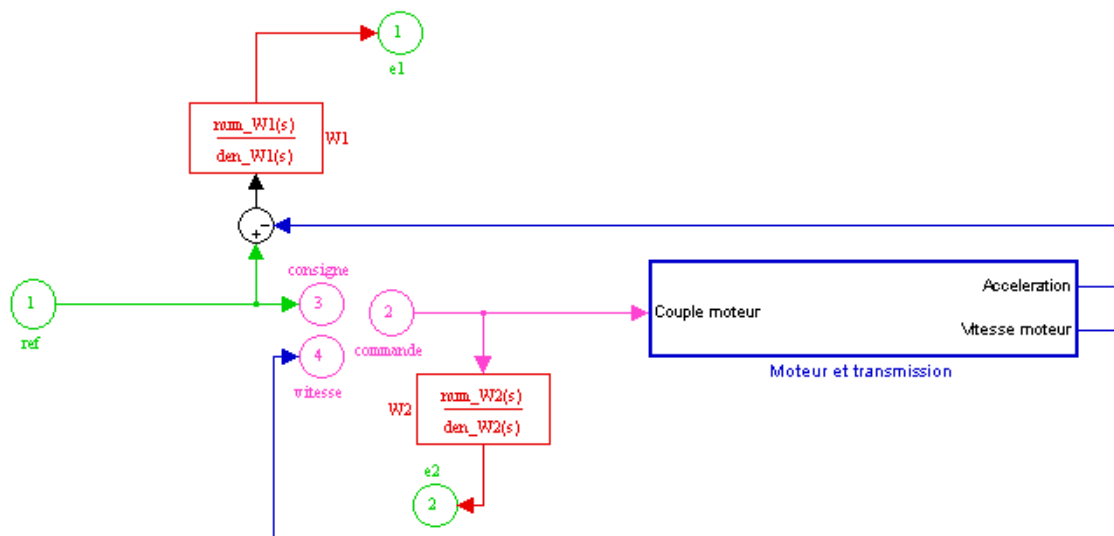 1
e1
num_W1(s)
den_W1(s)
W1
-
+
consigne
1
3
2
ref
4
commande
vitesse
Couple moteur
Acceleration
Vitesse moteur
Moteur et transmission
W2
num_W2(s)
den_W2(s)
e2
2